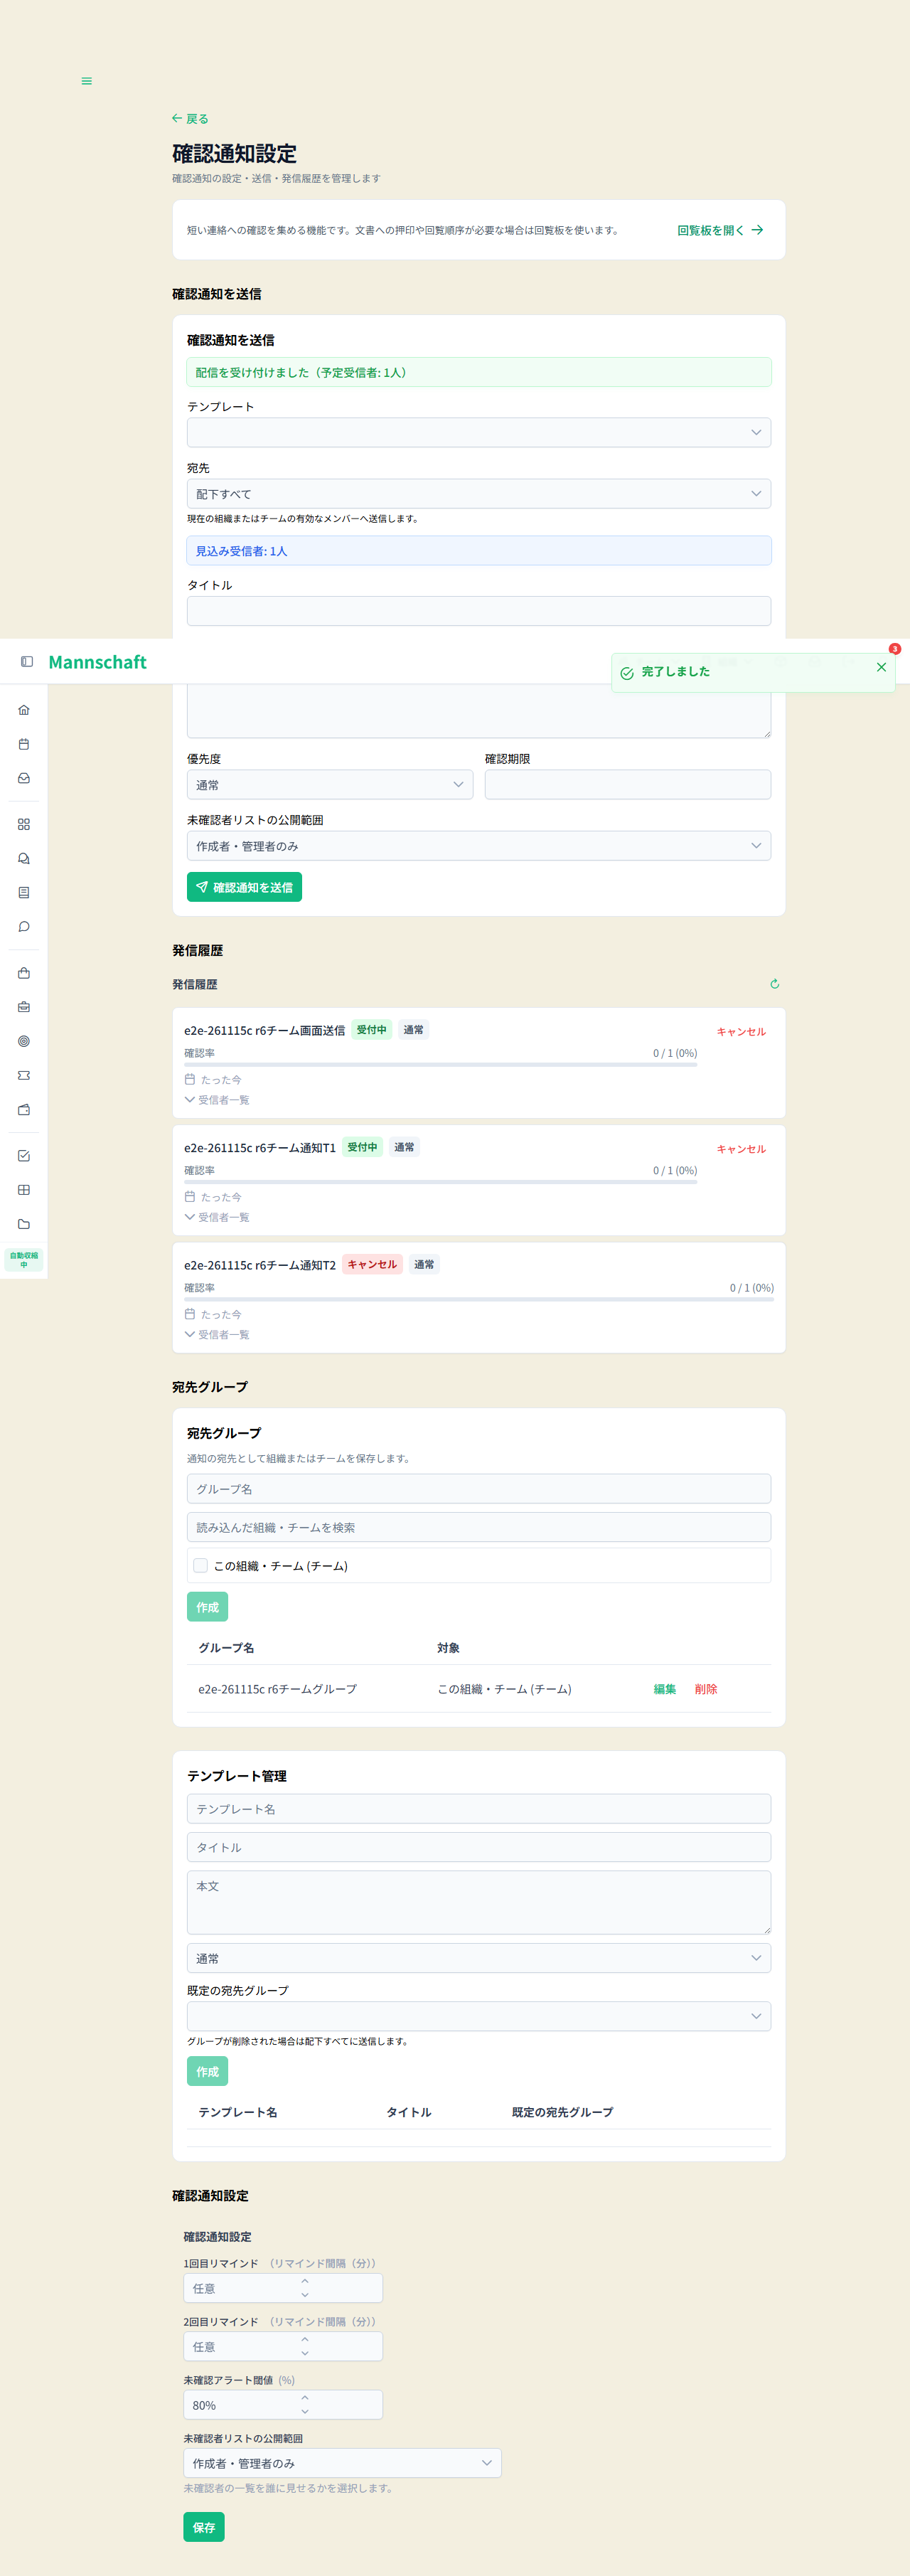 戻る
確認通知設定
確認通知の設定・送信・発信履歴を管理します
短い連絡への確認を集める機能です。文書への押印や回覧順序が必要な場合は回覧板を使います。
回覧板を開く
確認通知を送信
確認通知を送信
配信を受け付けました（予定受信者: 1人）
テンプレート
宛先
配下すべて
現在の組織またはチームの有効なメンバーへ送信します。
見込み受信者: 1人
タイトル
Mannschaft
3
完了しました
優先度
確認期限
通常
未確認者リストの公開範囲
作成者・管理者のみ
確認通知を送信
発信履歴
発信履歴
e2e-261115c r6チーム画面送信 受付中 通常
キャンセル
確認率 0 / 1 (0%)
たった今
受信者一覧
e2e-261115c r6チーム通知T1 受付中 通常
キャンセル
確認率 0 / 1 (0%)
たった今
受信者一覧
自動収縮中
e2e-261115c r6チーム通知T2 キャンセル 通常
確認率 0 / 1 (0%)
たった今
受信者一覧
宛先グループ
宛先グループ
通知の宛先として組織またはチームを保存します。
グループ名
読み込んだ組織・チームを検索
この組織・チーム (チーム)
作成
グループ名 対象
e2e-261115c r6チームグループ この組織・チーム (チーム) 編集 削除
テンプレート管理
テンプレート名
タイトル
本文
通常
既定の宛先グループ
グループが削除された場合は配下すべてに送信します。
作成
テンプレート名 タイトル 既定の宛先グループ
確認通知設定
確認通知設定
1回目リマインド （リマインド間隔（分））
任意
2回目リマインド （リマインド間隔（分））
任意
未確認アラート閾値 (%)
80%
未確認者リストの公開範囲
作成者・管理者のみ
未確認者の一覧を誰に見せるかを選択します。
保存